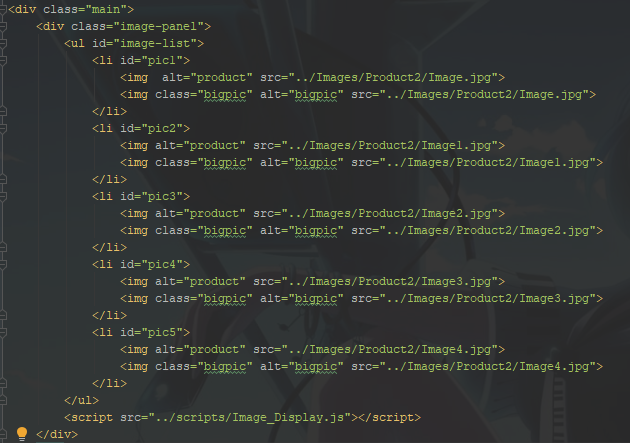 <div class="main">
<div class="image-panel">
<ul id="image-list">
<li id="pic1">
<img  alt="product" src="../Images/Product2/Image.jpg">
<img class="bigpic" alt="bigpic" src="../Images/Product2/Image.jpg">
</li>
<li id="pic2">
<img alt="product" src="../Images/Product2/Image1.jpg">
<img class="bigpic" alt="bigpic" src="../Images/Product2/Image1.jpg">
</li>
<li id="pic3">
<img alt="product" src="../Images/Product2/Image2.jpg">
<img class="bigpic" alt="bigpic" src="../Images/Product2/Image2.jpg">
</li>
<li id="pic4">
<img alt="product" src="../Images/Product2/Image3.jpg">
<img class="bigpic" alt="bigpic" src="../Images/Product2/Image3.jpg">
</li>
<li id="pic5">
<img alt="product" src="../Images/Product2/Image4.jpg">
<img class="bigpic" alt="bigpic" src="../Images/Product2/Image4.jpg">
</li>
</ul>
<script src="../scripts/Image_Display.js"></script>
</div>